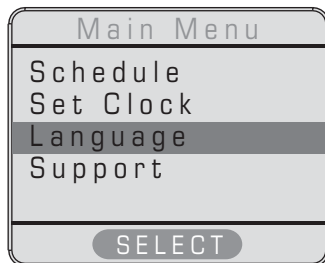 Main Menu
Schedule
Set Clock
Language
Support
SELECT